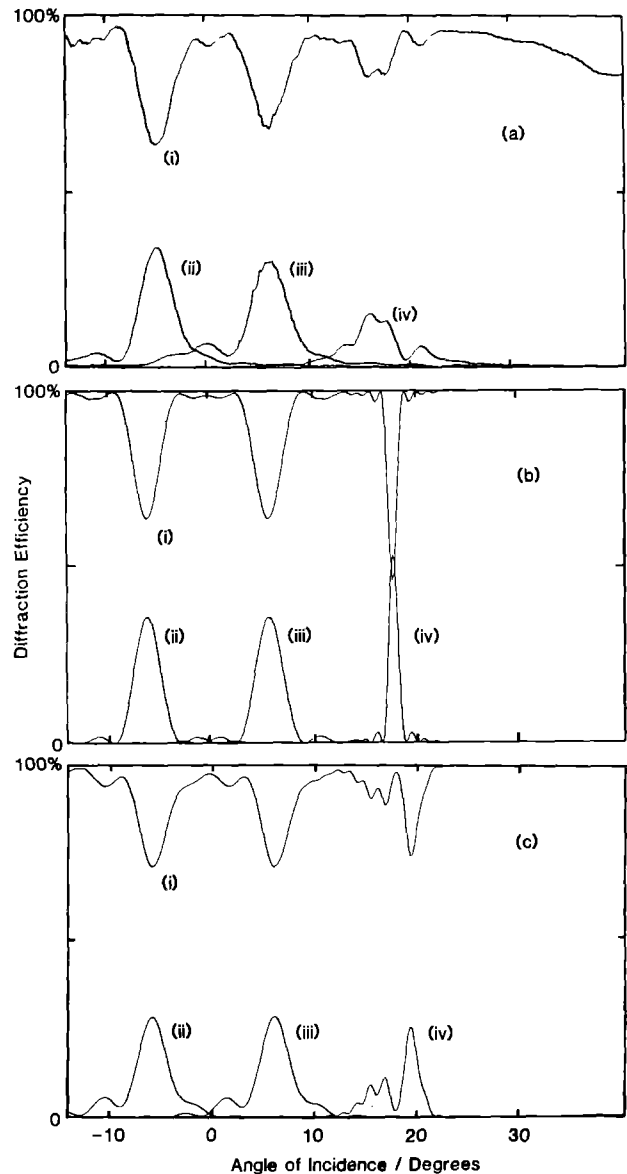 100%
(i)
(a)
(ii)
(iii)
(iv)
0
100%
(i)
(b)
(ii)
(iii)
(iv)
0
Diffraction Efficiency
100%
(i)
(c)
(ii)
(iii)
(iv)
0
-10 0 10 20 30
Angle of Incidence / Degrees